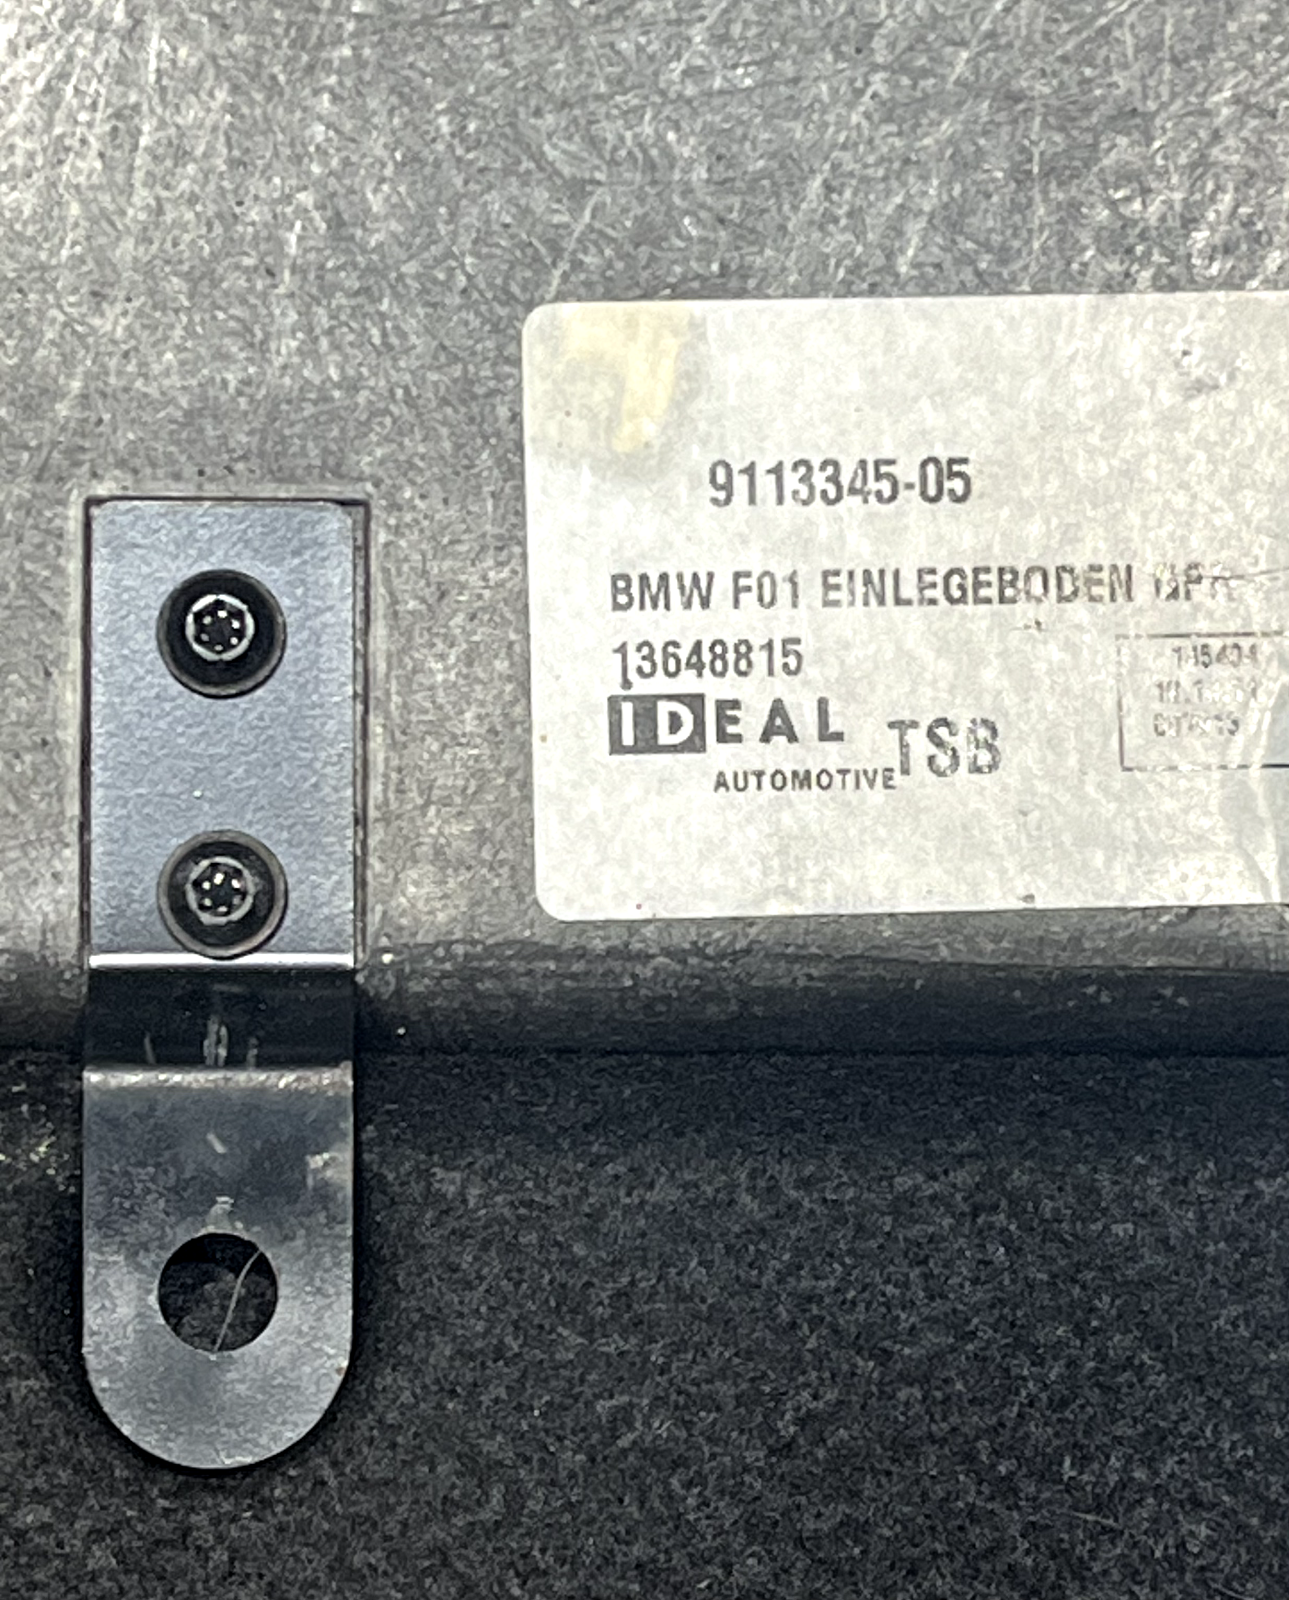 9113345-05
BMW F01 EINLEGEBODEN
13648815
IDEAL TSB
AUTOMOTIVE